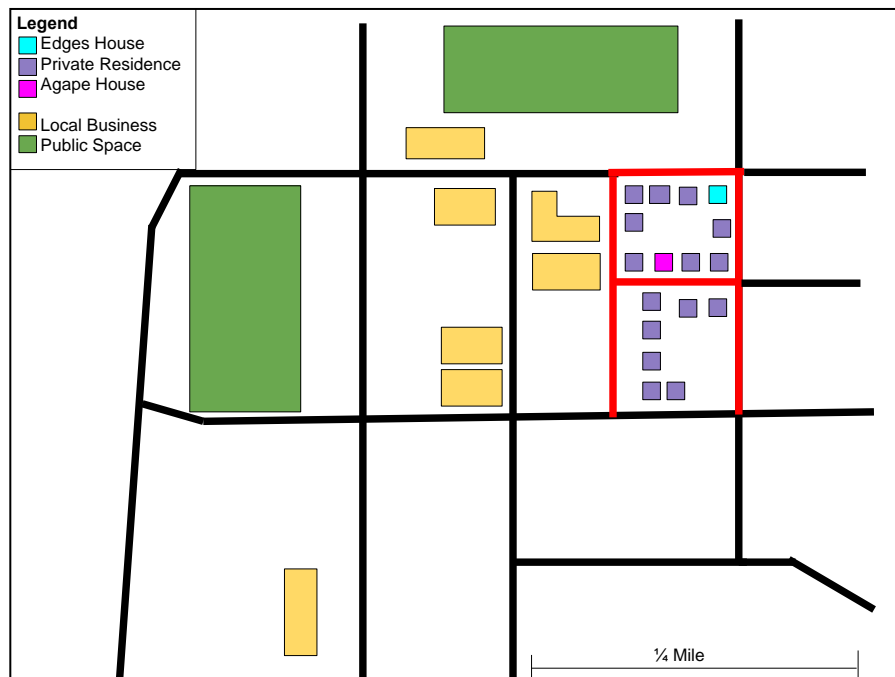 Legend
Edges House
Private Residence
Agape House
Local Business
Public Space
¼ Mile